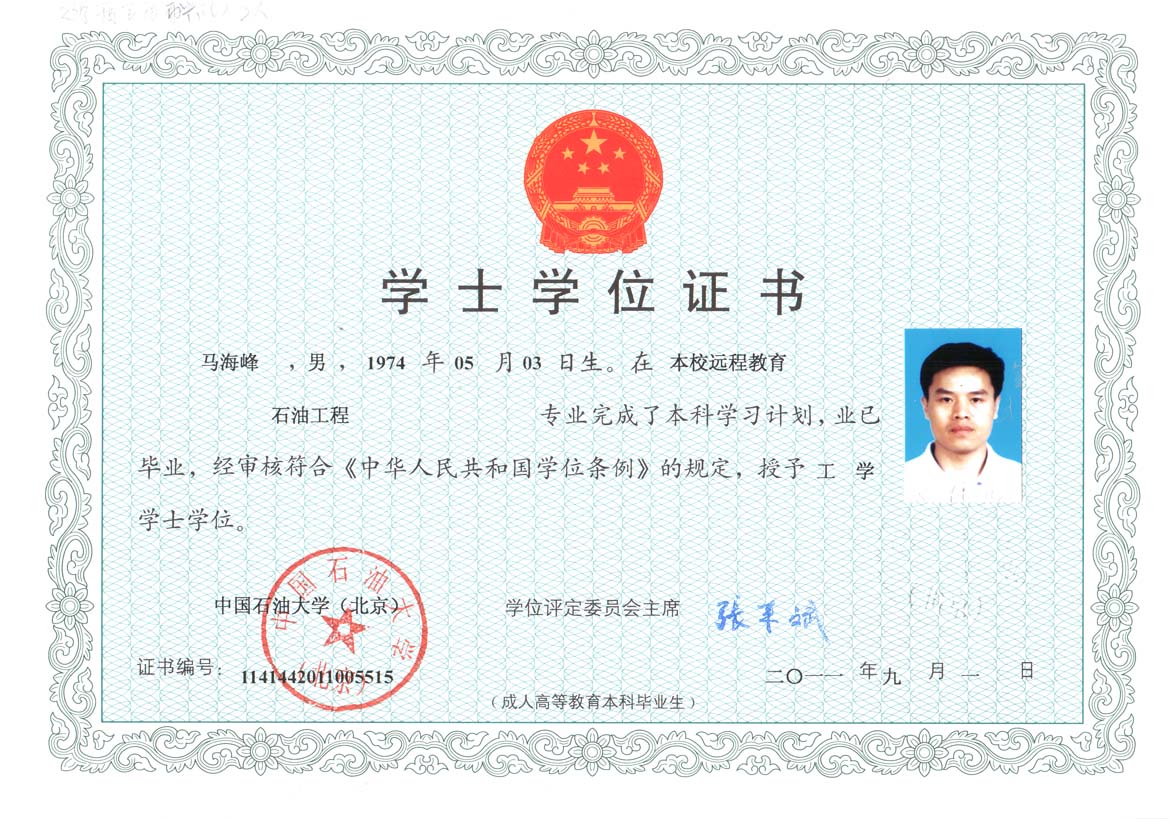 学士学位证书
马海峰 ，男， 1974 年 05 月 03 日生。在 本校远程教育
石油工程 专业完成了本科学习计划，业已
毕业，经审核符合《中华人民共和国学位条例》的规定，授予 工 学
学士学位。
中国石油大学（北京）
学位评定委员会主席
中国石油大学
（北京）
证书编号： 1141442011005515
二〇一一 年 九 月 一 日
（成人高等教育本科毕业生）